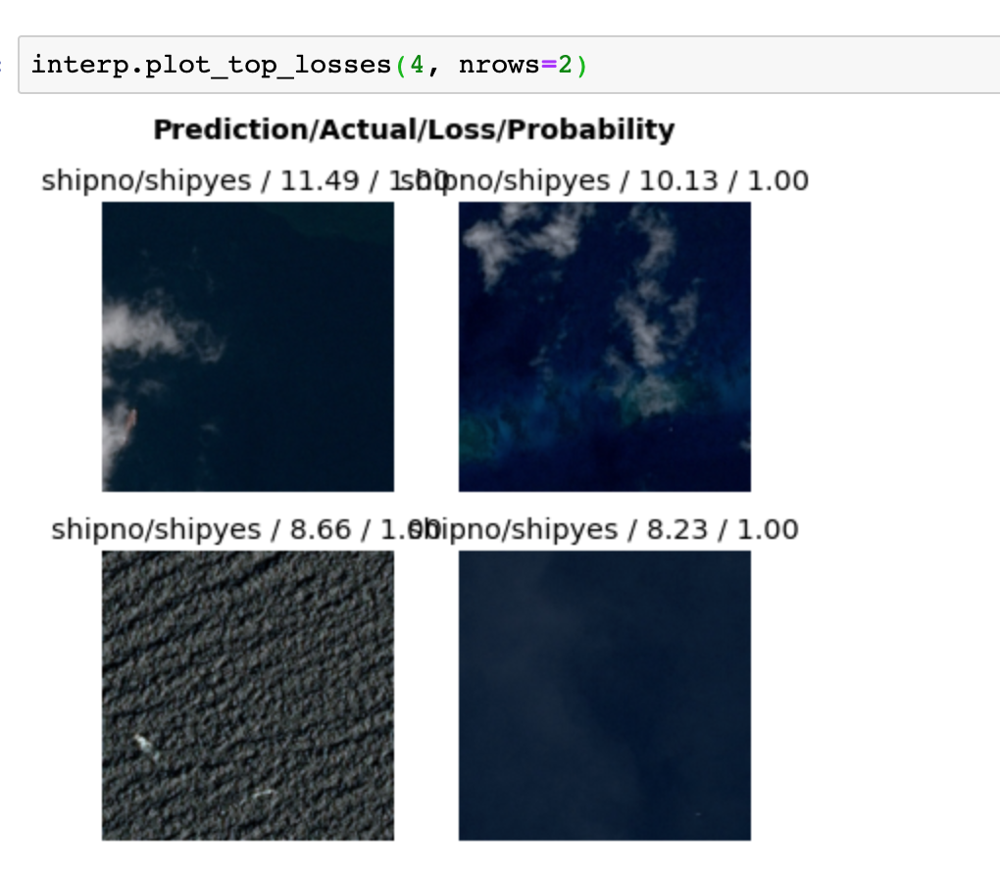 interp.plot_top_losses(4, nrows=2)
Prediction/Actual/Loss/Probability
shipno/shipyes / 11.49 / 1.00
shipno/shipyes / 10.13 / 1.00
shipno/shipyes / 8.66 / 1.00
shipno/shipyes / 8.23 / 1.00